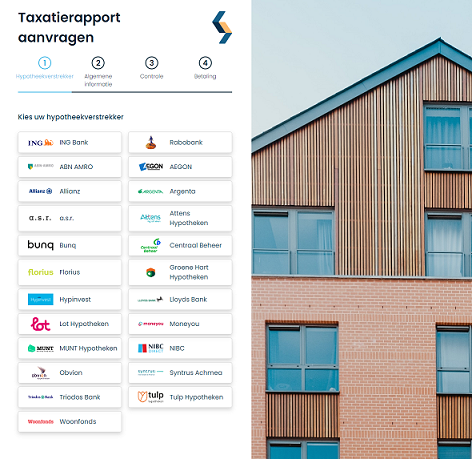 Taxatierapport
aanvragen
1 2 3 4
Hypotheekverstrekker Algemene informatie Controle Betaling
Kies uw hypotheekverstrekker
ING ING Bank
Rabobank
ABN AMRO ABN AMRO
AEGON AEGON
Allianz Allianz
ARGENTA Argenta
a.s.r. a.s.r.
Attens Attens Hypotheken
bunq Bunq
Centraal Beheer Centraal Beheer
florius Florius
Groene Hart Hypotheken
Hypinvest Hypinvest
Lloyds Bank
lot Lot Hypotheken
moneyou Moneyou
MUNT MUNT Hypotheken
NIBC DIRECT NIBC
obvion Obvion
syntrus Syntrus Achmea
Triodos Bank Triodos Bank
tulp Tulp Hypotheken
Woonfonds Woonfonds